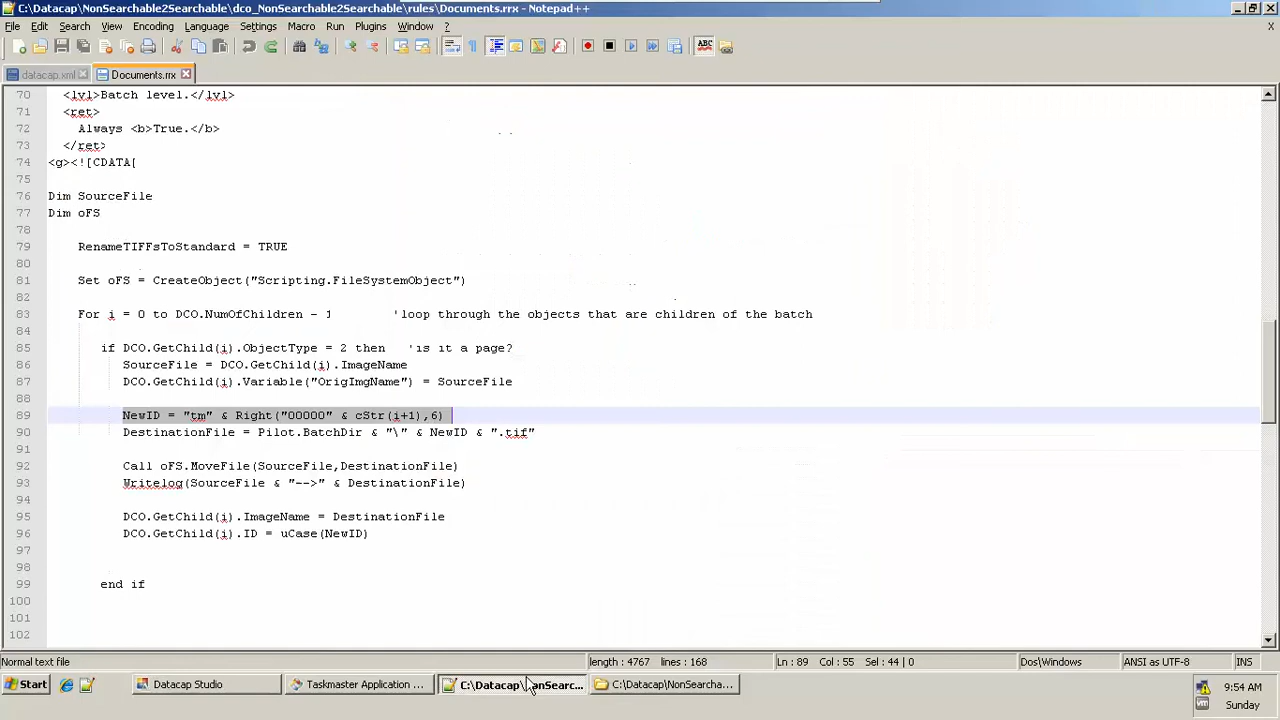 C:\Datacap\NonSearchable2Searchable\dco_NonSearchable2Searchable\rules\Documents.rrx - Notepad++
File Edit Search View Encoding Language Settings Macro Run Plugins Window ? X
ABC
datacap.xml Documents.rrx
70 <lvl>Batch level.</lvl>
71 <ret>
72 Always <b>True.</b>
73 </ret>
74 <g><![CDATA[
75
76 Dim SourceFile
77 Dim oFS
78
79 RenameTIFFsToStandard = TRUE
80
81 Set oFS = CreateObject("Scripting.FileSystemObject")
82
83 For i = 0 to DCO.NumOfChildren - 1 'loop through the objects that are children of the batch
84
85 if DCO.GetChild(i).ObjectType = 2 then 'is it a page?
86 SourceFile = DCO.GetChild(i).ImageName
87 DCO.GetChild(i).Variable("OrigImgName") = SourceFile
88
89 NewID = "tm" & Right("00000" & cStr(i+1),6)
90 DestinationFile = Pilot.BatchDir & "\" & NewID & ".tif"
91
92 Call oFS.MoveFile(SourceFile,DestinationFile)
93 Writelog(SourceFile & "-->" & DestinationFile)
94
95 DCO.GetChild(i).ImageName = DestinationFile
96 DCO.GetChild(i).ID = uCase(NewID)
97
98
99 end if
100
101
102
Normal text file length : 4767 lines : 168 Ln : 89 Col : 55 Sel : 44 | 0 Dos\Windows ANSI as UTF-8 INS
Start Datacap Studio Taskmaster Application ... C:\Datacap\NonSearc... C:\Datacap\NonSearcha... 9:54 AM
Sunday